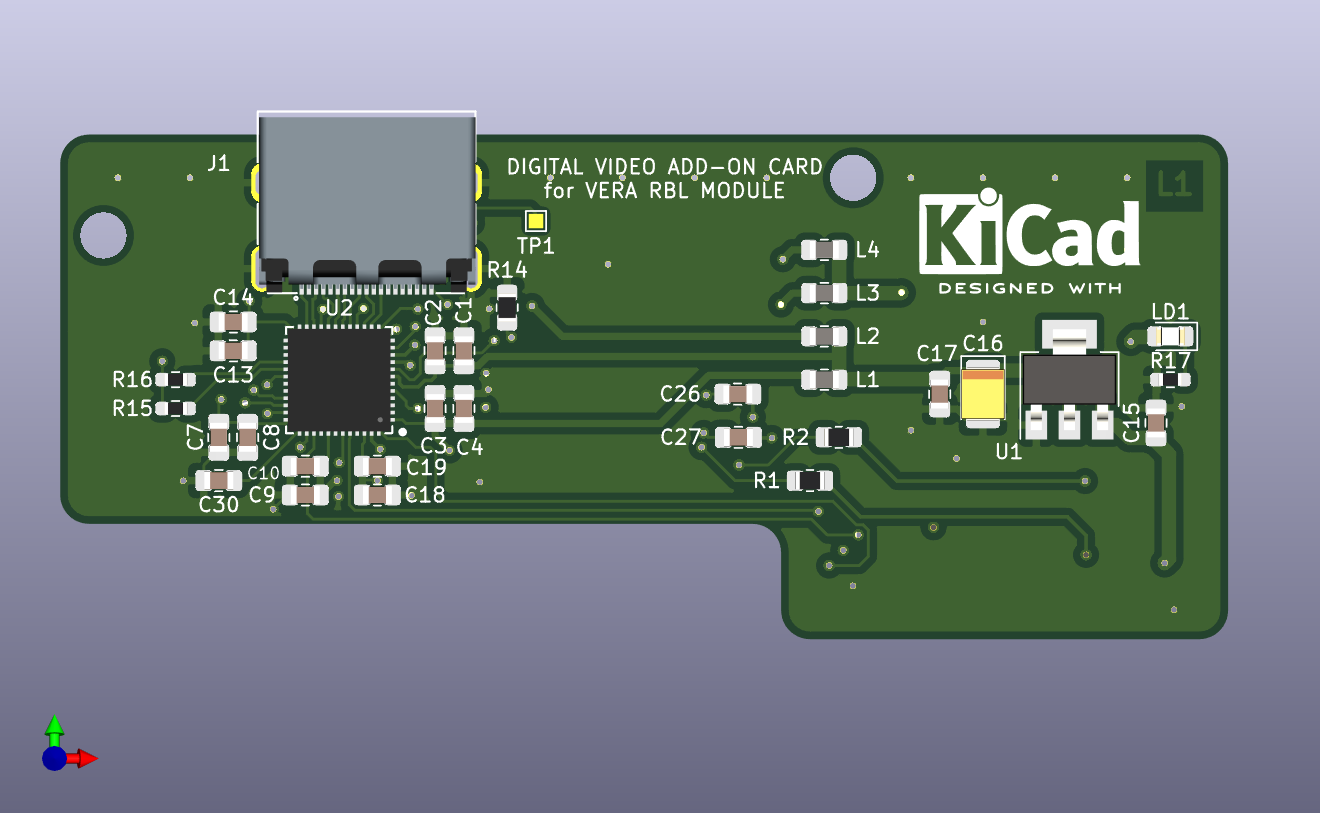 J1
DIGITAL VIDEO ADD-ON CARD
for VERA RBL MODULE
L1
KiCad
DESIGNED WITH
TP1
L4
R14
L3
C14
U2
C2
C1
LD1
L2
C17
C16
R17
C13
R16
L1
C26
R15
C15
C7
C8
C3
C4
C27
R2
U1
C10
C19
R1
C9
C18
C30